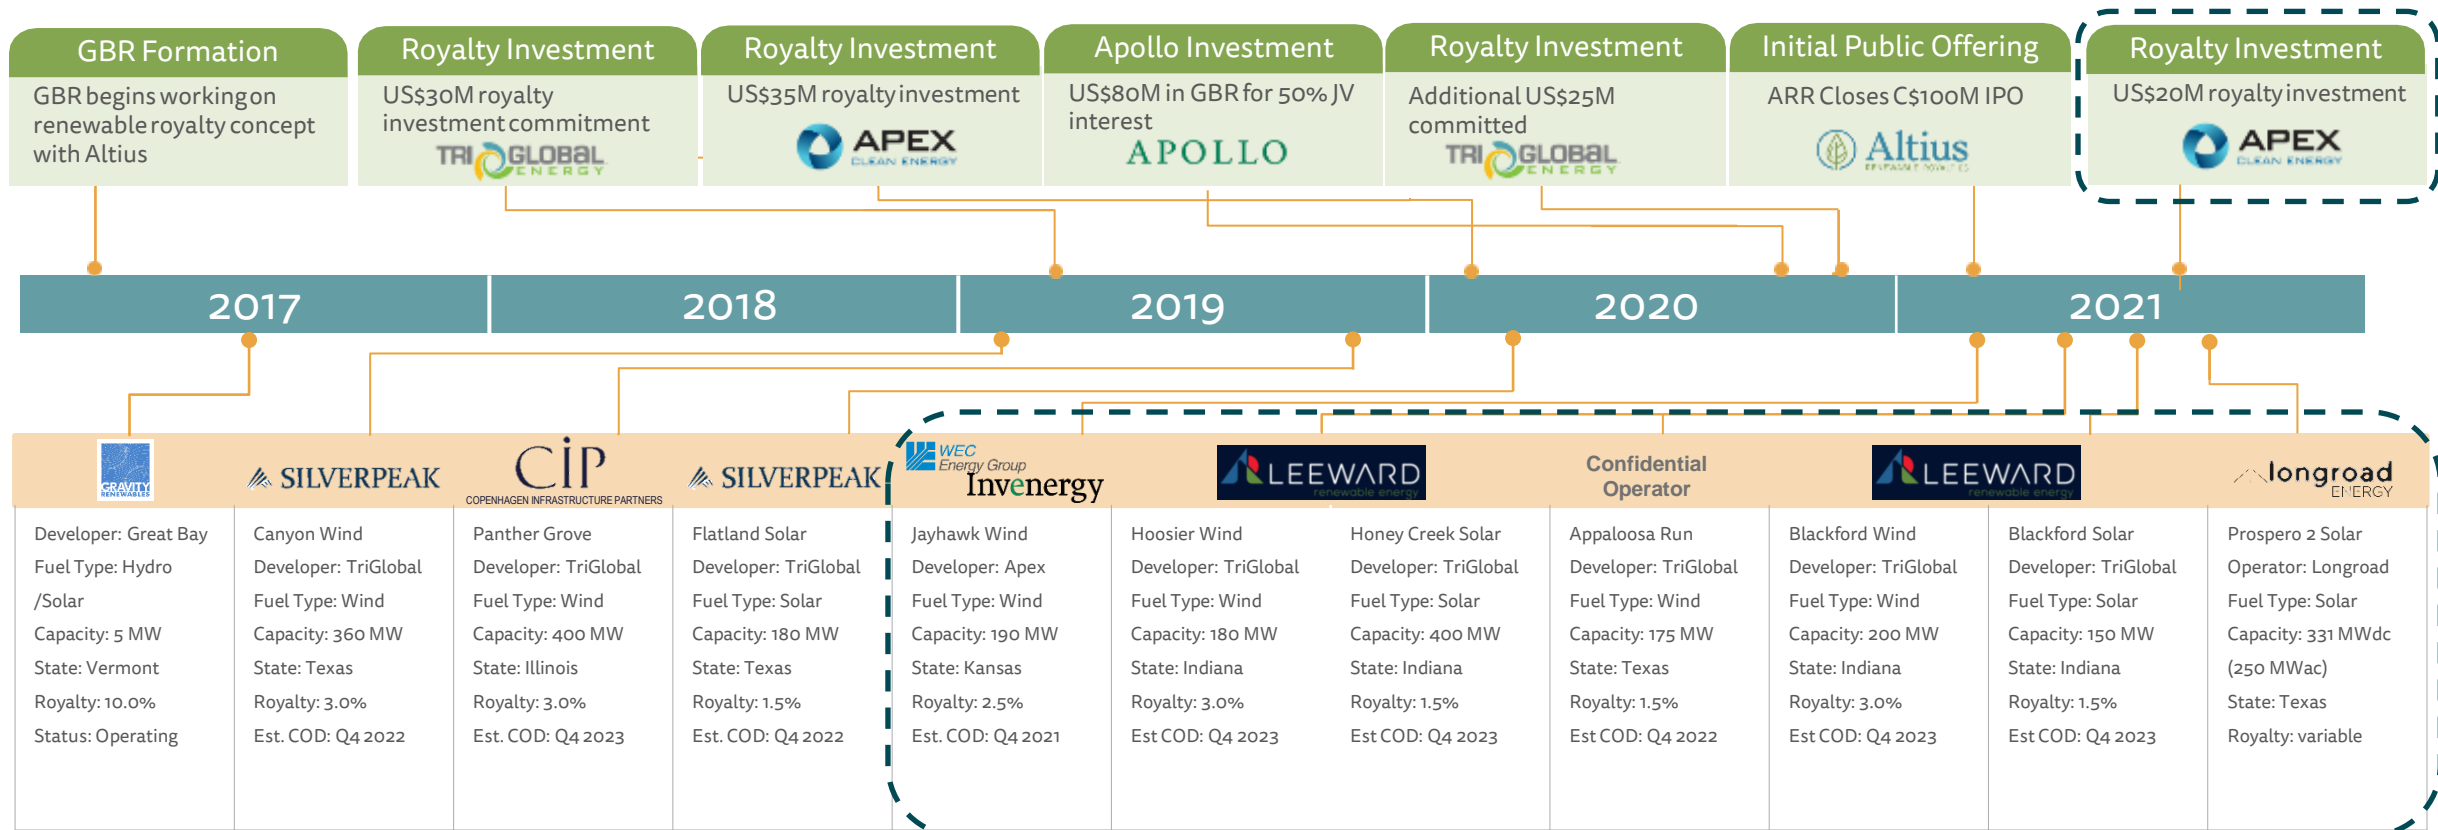 GBR Formation
GBR begins working on
renewable royalty concept
with Altius
Royalty Investment
US$30M royalty
investment commitment
TRI GLOBAL
ENERGY
Royalty Investment
US$35M royalty investment
APEX
CLEAN ENERGY
Apollo Investment
US$80M in GBR for 50% JV
interest
APOLLO
Royalty Investment
Additional US$25M
committed
TRI GLOBAL
ENERGY
Initial Public Offering
ARR Closes C$100M IPO
Altius
RENEWABLE ROYALTIES
Royalty Investment
US$20M royalty investment
APEX
CLEAN ENERGY
2017
2018
2019
2020
2021
GRAVITY
RENEWABLES
SILVERPEAK
CIP
COPENHAGEN INFRASTRUCTURE PARTNERS
SILVERPEAK
WEC
Energy Group
Invenergy
LEEWARD
renewable energy
Confidential
Operator
LEEWARD
renewable energy
longroad
ENERGY
Developer: Great Bay
Fuel Type: Hydro
/Solar
Capacity: 5 MW
State: Vermont
Royalty: 10.0%
Status: Operating
Canyon Wind
Developer: TriGlobal
Fuel Type: Wind
Capacity: 360 MW
State: Texas
Royalty: 3.0%
Est. COD: Q4 2022
Panther Grove
Developer: TriGlobal
Fuel Type: Wind
Capacity: 400 MW
State: Illinois
Royalty: 3.0%
Est. COD: Q4 2023
Flatland Solar
Developer: TriGlobal
Fuel Type: Solar
Capacity: 180 MW
State: Texas
Royalty: 1.5%
Est. COD: Q4 2022
Jayhawk Wind
Developer: Apex
Fuel Type: Wind
Capacity: 190 MW
State: Kansas
Royalty: 2.5%
Est. COD: Q4 2021
Hoosier Wind
Developer: TriGlobal
Fuel Type: Wind
Capacity: 180 MW
State: Indiana
Royalty: 3.0%
Est COD: Q4 2023
Honey Creek Solar
Developer: TriGlobal
Fuel Type: Solar
Capacity: 400 MW
State: Indiana
Royalty: 1.5%
Est COD: Q4 2023
Appaloosa Run
Developer: TriGlobal
Fuel Type: Wind
Capacity: 175 MW
State: Texas
Royalty: 1.5%
Est COD: Q4 2022
Blackford Wind
Developer: TriGlobal
Fuel Type: Wind
Capacity: 200 MW
State: Indiana
Royalty: 3.0%
Est COD: Q4 2023
Blackford Solar
Developer: TriGlobal
Fuel Type: Solar
Capacity: 150 MW
State: Indiana
Royalty: 1.5%
Est COD: Q4 2023
Prospero 2 Solar
Operator: Longroad
Fuel Type: Solar
Capacity: 331 MWdc
(250 MWac)
State: Texas
Royalty: variable